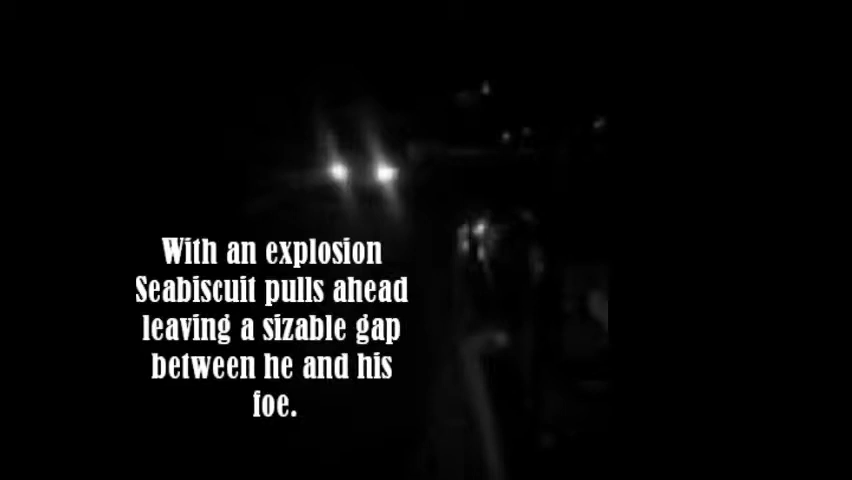 With an explosion
Seabiscuit pulls ahead
leaving a sizable gap
between he and his
foe.